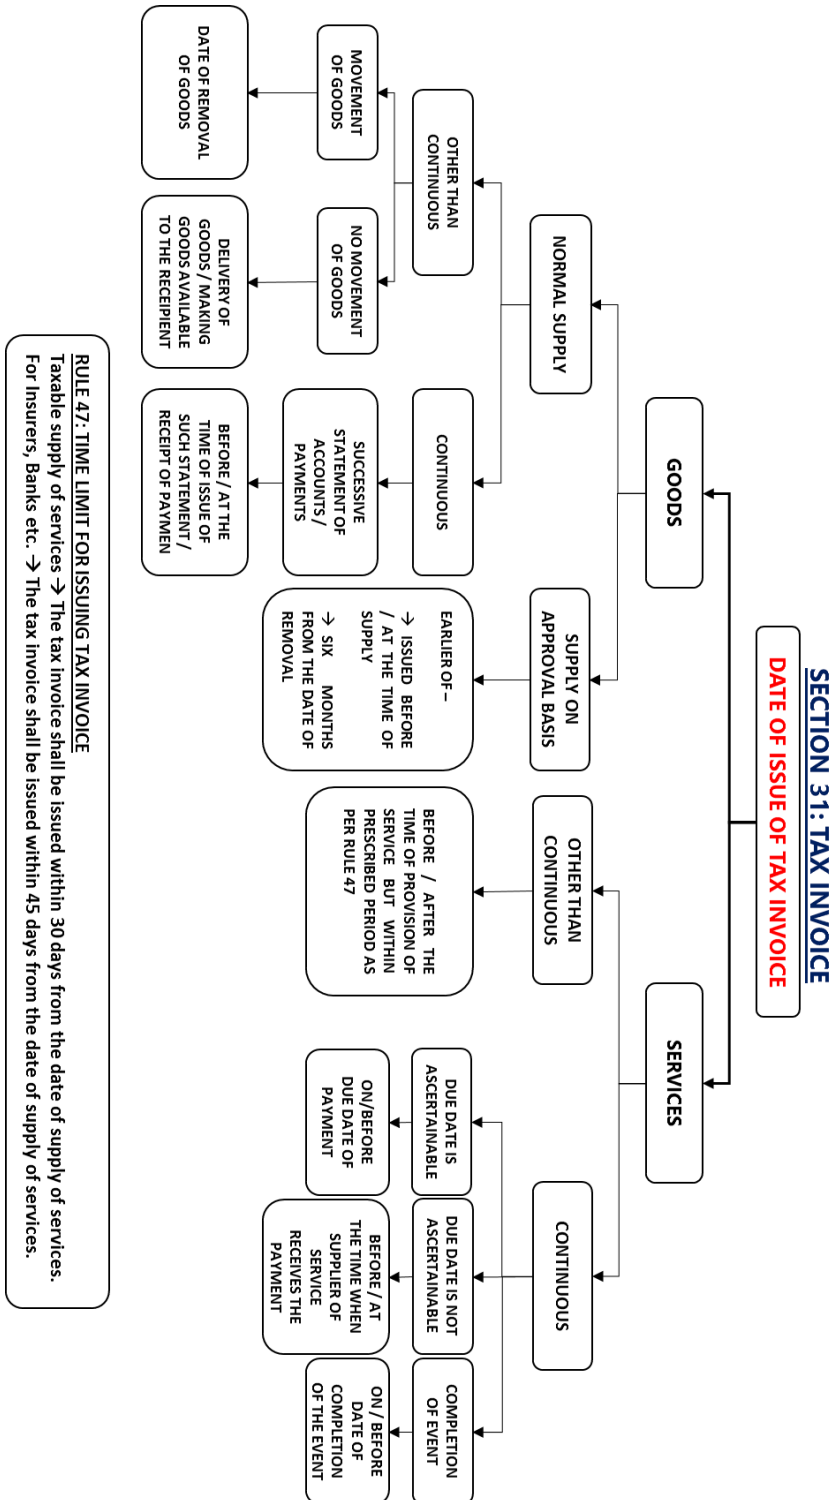 SECTION 31: TAX INVOICE
DATE OF ISSUE OF TAX INVOICE
GOODS
SERVICES
NORMAL SUPPLY
SUPPLY ON
APPROVAL BASIS
OTHER THAN
CONTINUOUS
CONTINUOUS
OTHER THAN
CONTINUOUS
CONTINUOUS
DUE DATE IS
ASCERTAINABLE
DUE DATE IS NOT
ASCERTAINABLE
COMPLETION
OF EVENT
MOVEMENT
OF GOODS
NO MOVEMENT
OF GOODS
SUCCESSIVE
STATEMENT OF
ACCOUNTS /
PAYMENTS
EARLIER OF –
→ ISSUED BEFORE
/ AT THE TIME OF
SUPPLY
→ SIX MONTHS
FROM THE DATE OF
REMOVAL
BEFORE / AFTER THE
TIME OF PROVISION OF
SERVICE BUT WITHIN
PRESCRIBED PERIOD AS
PER RULE 47
ON/BEFORE
DUE DATE OF
PAYMENT
BEFORE / AT
THE TIME WHEN
SUPPLIER OF
SERVICE
RECEIVES THE
PAYMENT
ON / BEFORE
DATE OF
COMPLETION
OF THE EVENT
DATE OF REMOVAL
OF GOODS
DELIVERY OF
GOODS / MAKING
GOODS AVAILABLE
TO THE RECEIPIENT
BEFORE / AT THE
TIME OF ISSUE OF
SUCH STATEMENT /
RECEIPT OF PAYMEN
RULE 47: TIME LIMIT FOR ISSUING TAX INVOICE
Taxable supply of services → The tax invoice shall be issued within 30 days from the date of supply of services.
For Insurers, Banks etc. → The tax invoice shall be issued within 45 days from the date of supply of services.